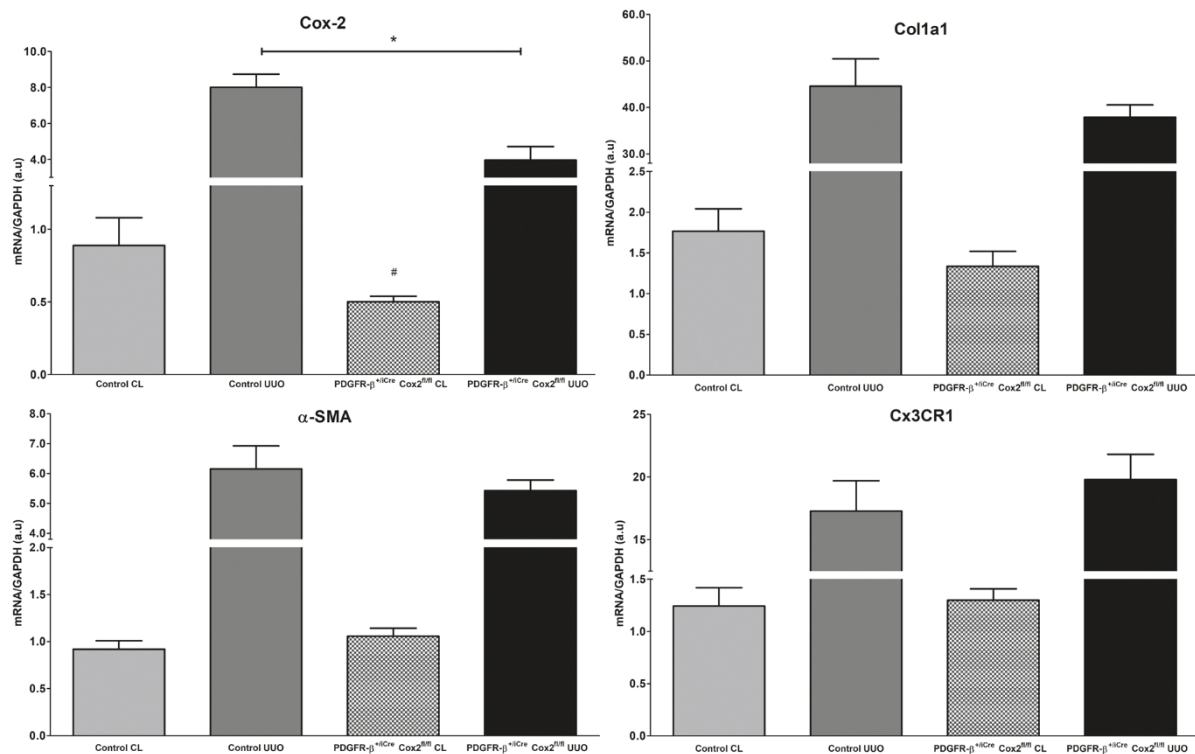 Cox-2
mRNA/GAPDH (a.u)
10.0
8.0
6.0
4.0
1.0
0.5
0.0
*
#
Control CL
Control UUO
PDGFR-β+/iCre Cox2fl/fl CL
PDGFR-β+/iCre Cox2fl/fl UUO
Col1a1
mRNA/GAPDH (a.u)
60.0
50.0
40.0
30.0
2.5
2.0
1.5
1.0
0.5
0.0
Control CL
Control UUO
PDGFR-β+/iCre Cox2fl/fl CL
PDGFR-β+/iCre Cox2fl/fl UUO
α-SMA
mRNA/GAPDH (a.u)
8.0
7.0
6.0
5.0
4.0
2.0
1.5
1.0
0.5
0.0
Control CL
Control UUO
PDGFR-β+/iCre Cox2fl/fl CL
PDGFR-β+/iCre Cox2fl/fl UUO
Cx3CR1
mRNA/GAPDH (a.u)
25
20
15
1.5
1.0
0.5
0.0
Control CL
Control UUO
PDGFR-β+/iCre Cox2fl/fl CL
PDGFR-β+/iCre Cox2fl/fl UUO